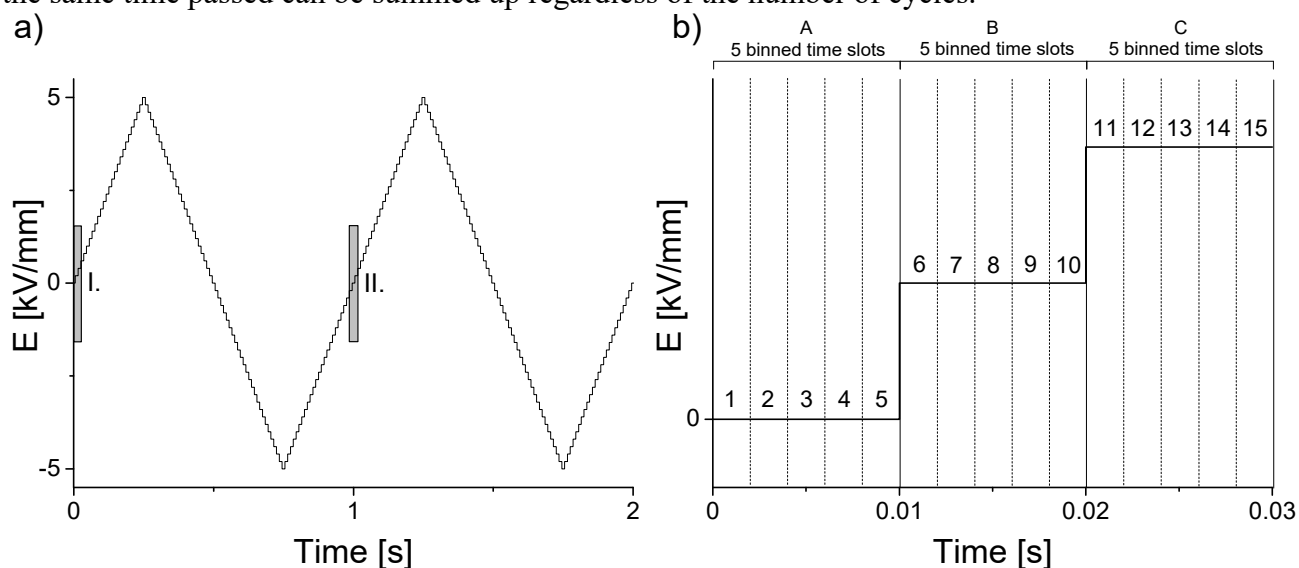 the same time passed can be summed up regardless of the number of cycles.
a)
5
0
-5
E [kV/mm]
I.
II.
0
1
2
Time [s]
b)
A
5 binned time slots
B
5 binned time slots
C
5 binned time slots
E [kV/mm]
0
1 2 3 4 5
6 7 8 9 10
11 12 13 14 15
0
0.01
0.02
0.03
Time [s]